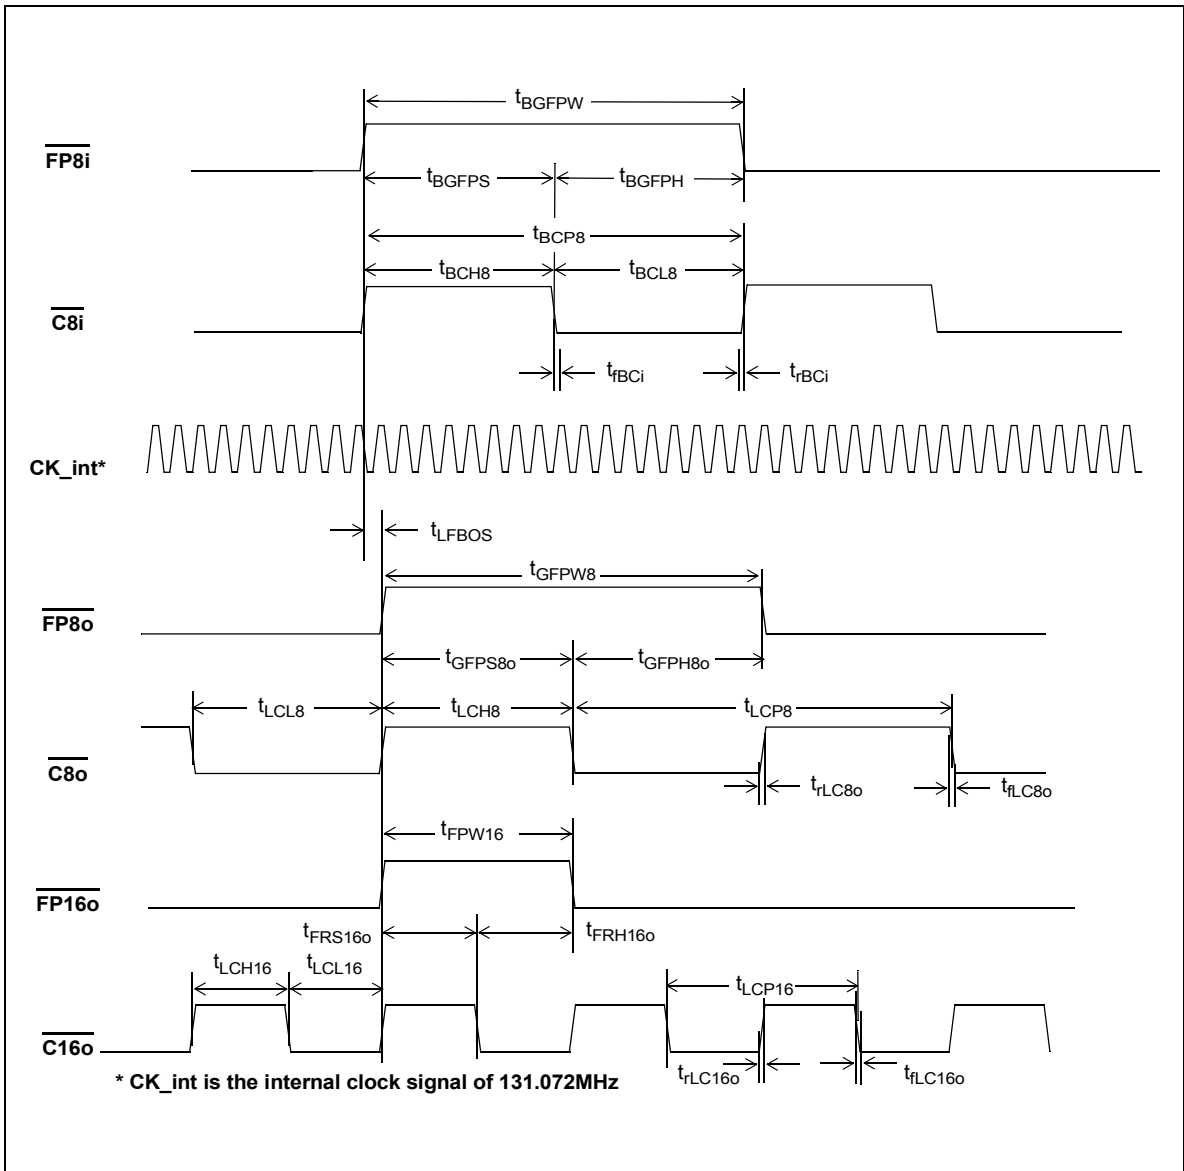 tBGFPW
FP8i
tBGFPS tBGFPH
tBCP8
tBCH8 tBCL8
C8i
tfBCi trBCi
CK_int*
tLFBOS
tGFPW8
FP8o
tGFPS8o tGFPH8o
tLCL8 tLCH8 tLCP8
C8o
trLC8o tfLC8o
tFPW16
FP16o
tFRS16o tFRH16o
tLCH16 tLCL16 tLCP16
C16o
trLC16o tfLC16o
* CK_int is the internal clock signal of 131.072MHz